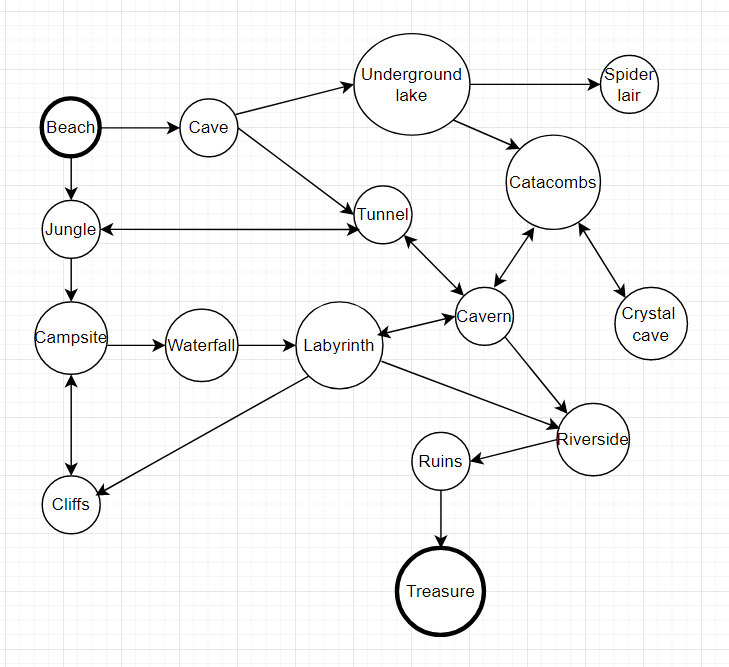 Underground
lake
Spider
lair
Beach
Cave
Catacombs
Tunnel
Jungle
Cavern
Crystal
cave
Campsite
Waterfall
Labyrinth
Riverside
Ruins
Cliffs
Treasure